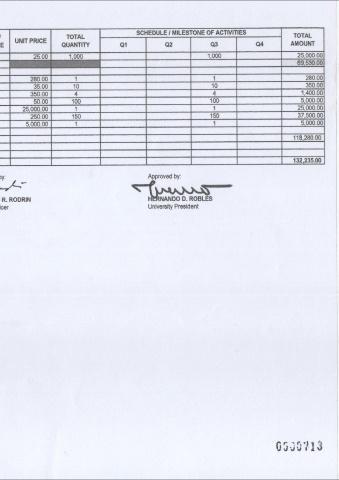 UNIT PRICE TOTAL QUANTITY SCHEDULE / MILESTONE OF ACTIVITIES TOTAL AMOUNT
Q1 Q2 Q3 Q4
25.00 1,000 1,000 25,000.00
69,530.00
280.00 1 1 280.00
35.00 10 10 350.00
350.00 4 4 1,400.00
50.00 100 100 5,000.00
25,000.00 1 1 25,000.00
250.00 150 150 37,500.00
5,000.00 1 1 5,000.00
118,280.00
132,235.00
by: Approved by:
R. RODRIN HERNANDO D. ROBLES
icer University President